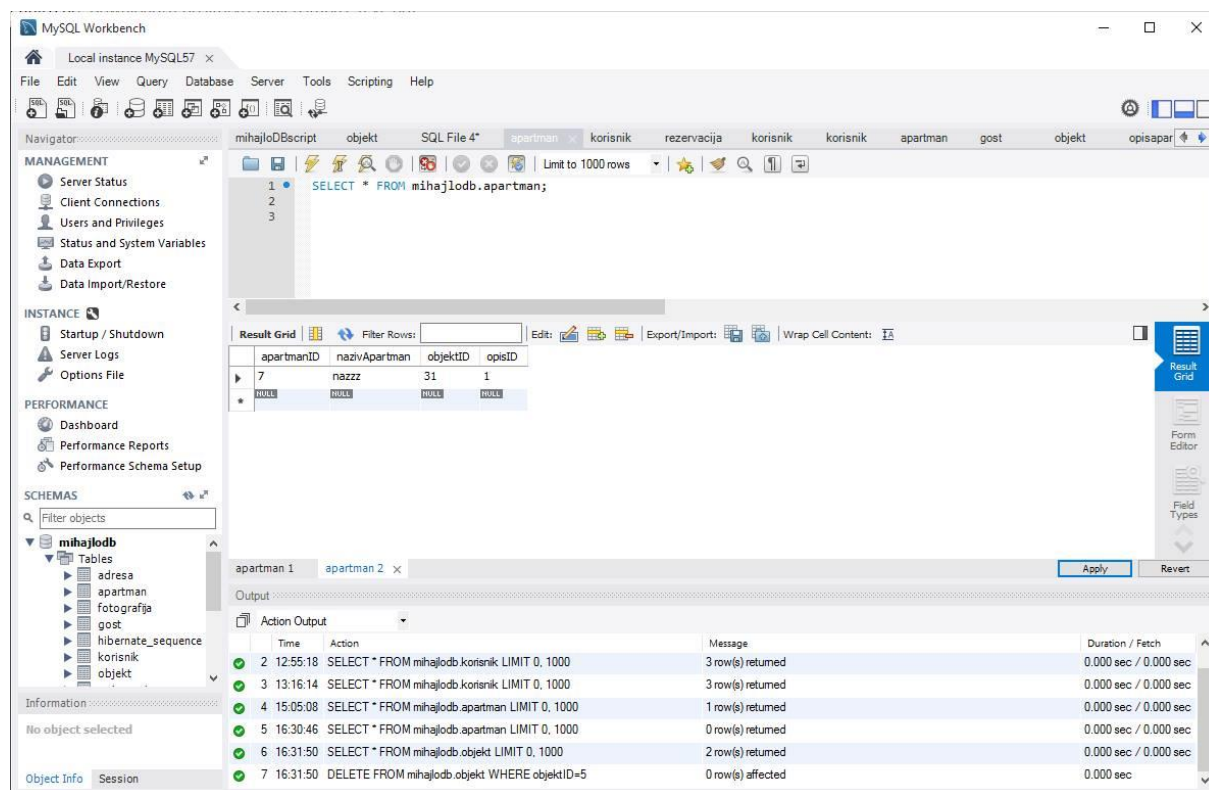 MySQL Workbench
Local instance MySQL57
File Edit View Query Database Server Tools Scripting Help
Navigator
MANAGEMENT
Server Status
Client Connections
Users and Privileges
Status and System Variables
Data Export
Data Import/Restore
INSTANCE
Startup / Shutdown
Server Logs
Options File
PERFORMANCE
Dashboard
Performance Reports
Performance Schema Setup
SCHEMAS
Filter objects
mihajlodb
Tables
adresa
apartman
fotografija
gost
hibernate_sequence
korisnik
objekt
Information
No object selected
Object Info Session
mihajloDBscript objekt SQL File 4* apartman korisnik rezervacija korisnik korisnik apartman gost objekt opisapar
Limit to 1000 rows
1 SELECT * FROM mihajlodb.apartman;
2
3
Result Grid Filter Rows: Edit: Export/Import: Wrap Cell Content:
apartmanID nazivApartman objektID opisID
7 nazzz 31 1
NULL NULL NULL NULL
Result Grid
Form Editor
Field Types
apartman 1 apartman 2 Apply Revert
Output
Action Output
Time Action Message Duration / Fetch
2 12:55:18 SELECT * FROM mihajlodb.korisnik LIMIT 0, 1000 3 row(s) returned 0.000 sec / 0.000 sec
3 13:16:14 SELECT * FROM mihajlodb.korisnik LIMIT 0, 1000 3 row(s) returned 0.000 sec / 0.000 sec
4 15:05:08 SELECT * FROM mihajlodb.apartman LIMIT 0, 1000 1 row(s) returned 0.000 sec / 0.000 sec
5 16:30:46 SELECT * FROM mihajlodb.apartman LIMIT 0, 1000 0 row(s) returned 0.000 sec / 0.000 sec
6 16:31:50 SELECT * FROM mihajlodb.objekt LIMIT 0, 1000 2 row(s) returned 0.000 sec / 0.000 sec
7 16:31:50 DELETE FROM mihajlodb.objekt WHERE objektID=5 0 row(s) affected 0.000 sec